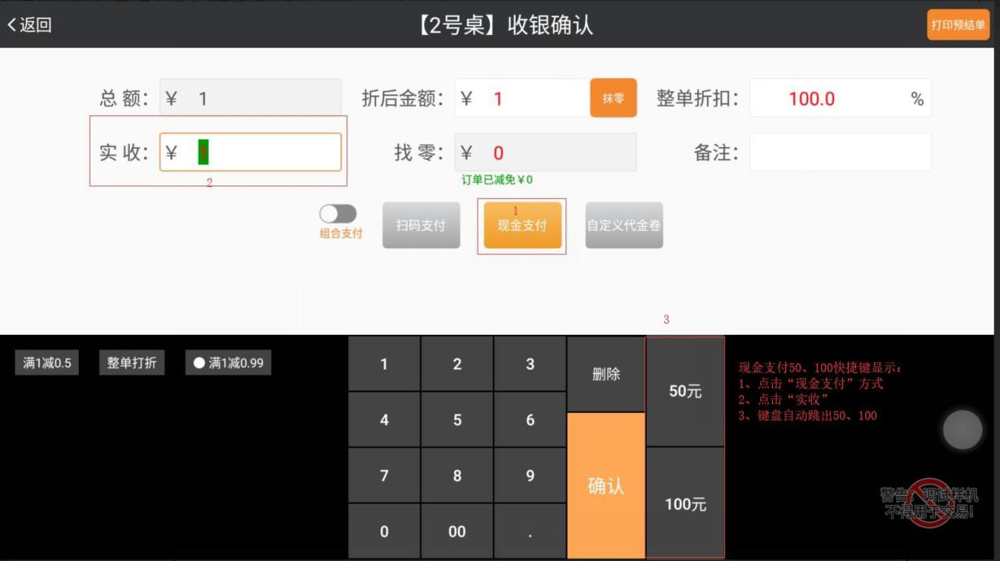 返回
【2号桌】收银确认
打印预结单
总 额： ￥ 1
折后金额： ￥ 1 抹零
整单折扣： 100.0 %
实 收： ￥ 1
2
找 零： ￥ 0
订单已减免￥0
备注：
组合支付
扫码支付
1
现金支付
自定义代金卷
3
满1减0.5 整单打折 满1减0.99
1 2 3 删除 50元
4 5 6
7 8 9 确认 100元
0 00 .
现金支付50、100快捷键显示：
1、点击“现金支付”方式
2、点击“实收”
3、键盘自动跳出50、100
警告：调试样机
不得用于交易！